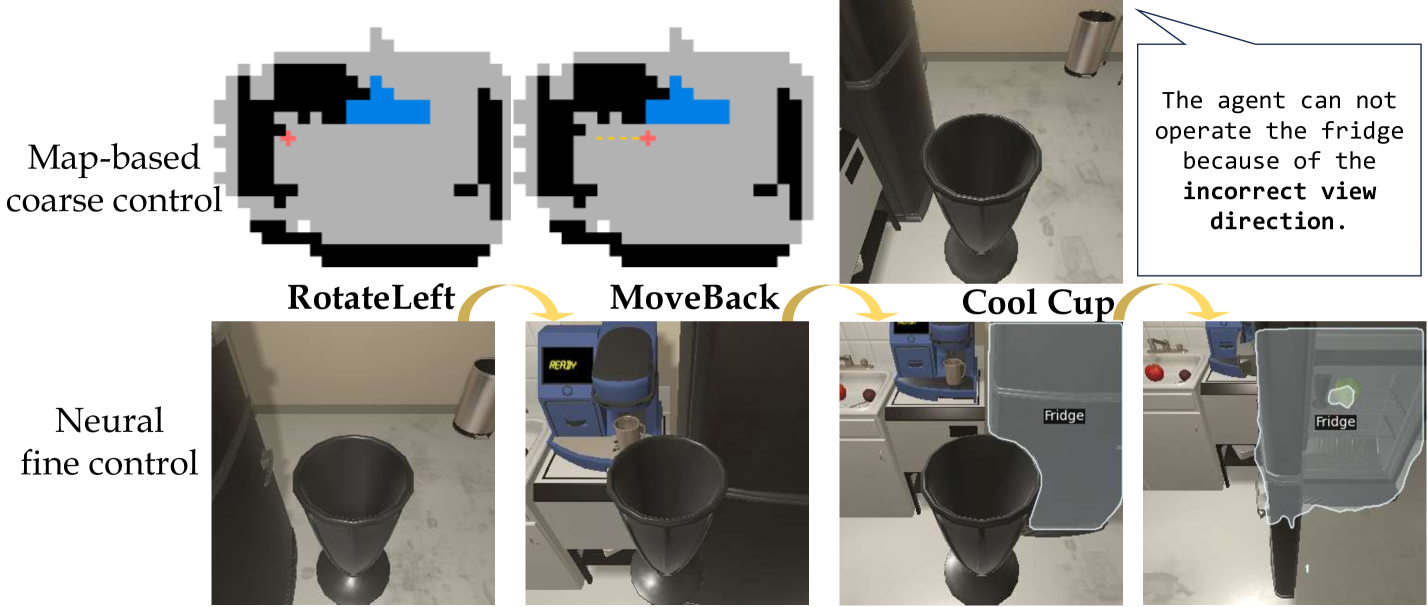 Map-based
coarse control
The agent can not
operate the fridge
because of the
incorrect view
direction.
RotateLeft
MoveBack
Cool Cup
Neural
fine control
READY
READY
Fridge
Fridge